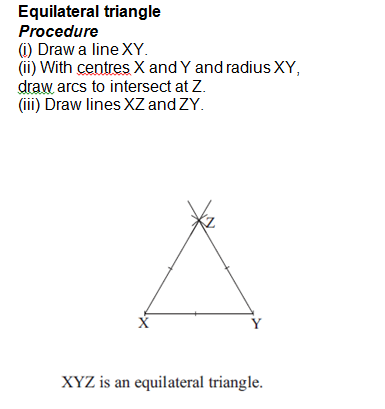 Equilateral triangle
Procedure
(i) Draw a line XY.
(ii) With centres X and Y and radius XY,
draw arcs to intersect at Z.
(iii) Draw lines XZ and ZY.
Z
X Y
XYZ is an equilateral triangle.